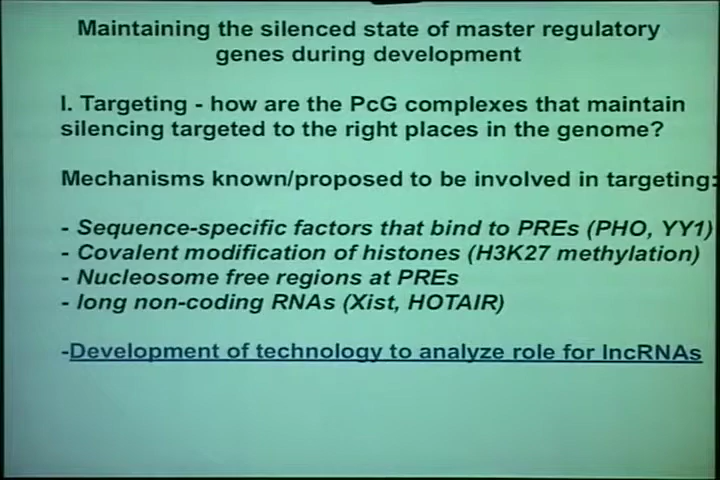 Maintaining the silenced state of master regulatory
genes during development
I. Targeting - how are the PcG complexes that maintain
silencing targeted to the right places in the genome?
Mechanisms known/proposed to be involved in targeting:
- Sequence-specific factors that bind to PREs (PHO, YY1)
- Covalent modification of histones (H3K27 methylation)
- Nucleosome free regions at PREs
- long non-coding RNAs (Xist, HOTAIR)
-Development of technology to analyze role for lncRNAs